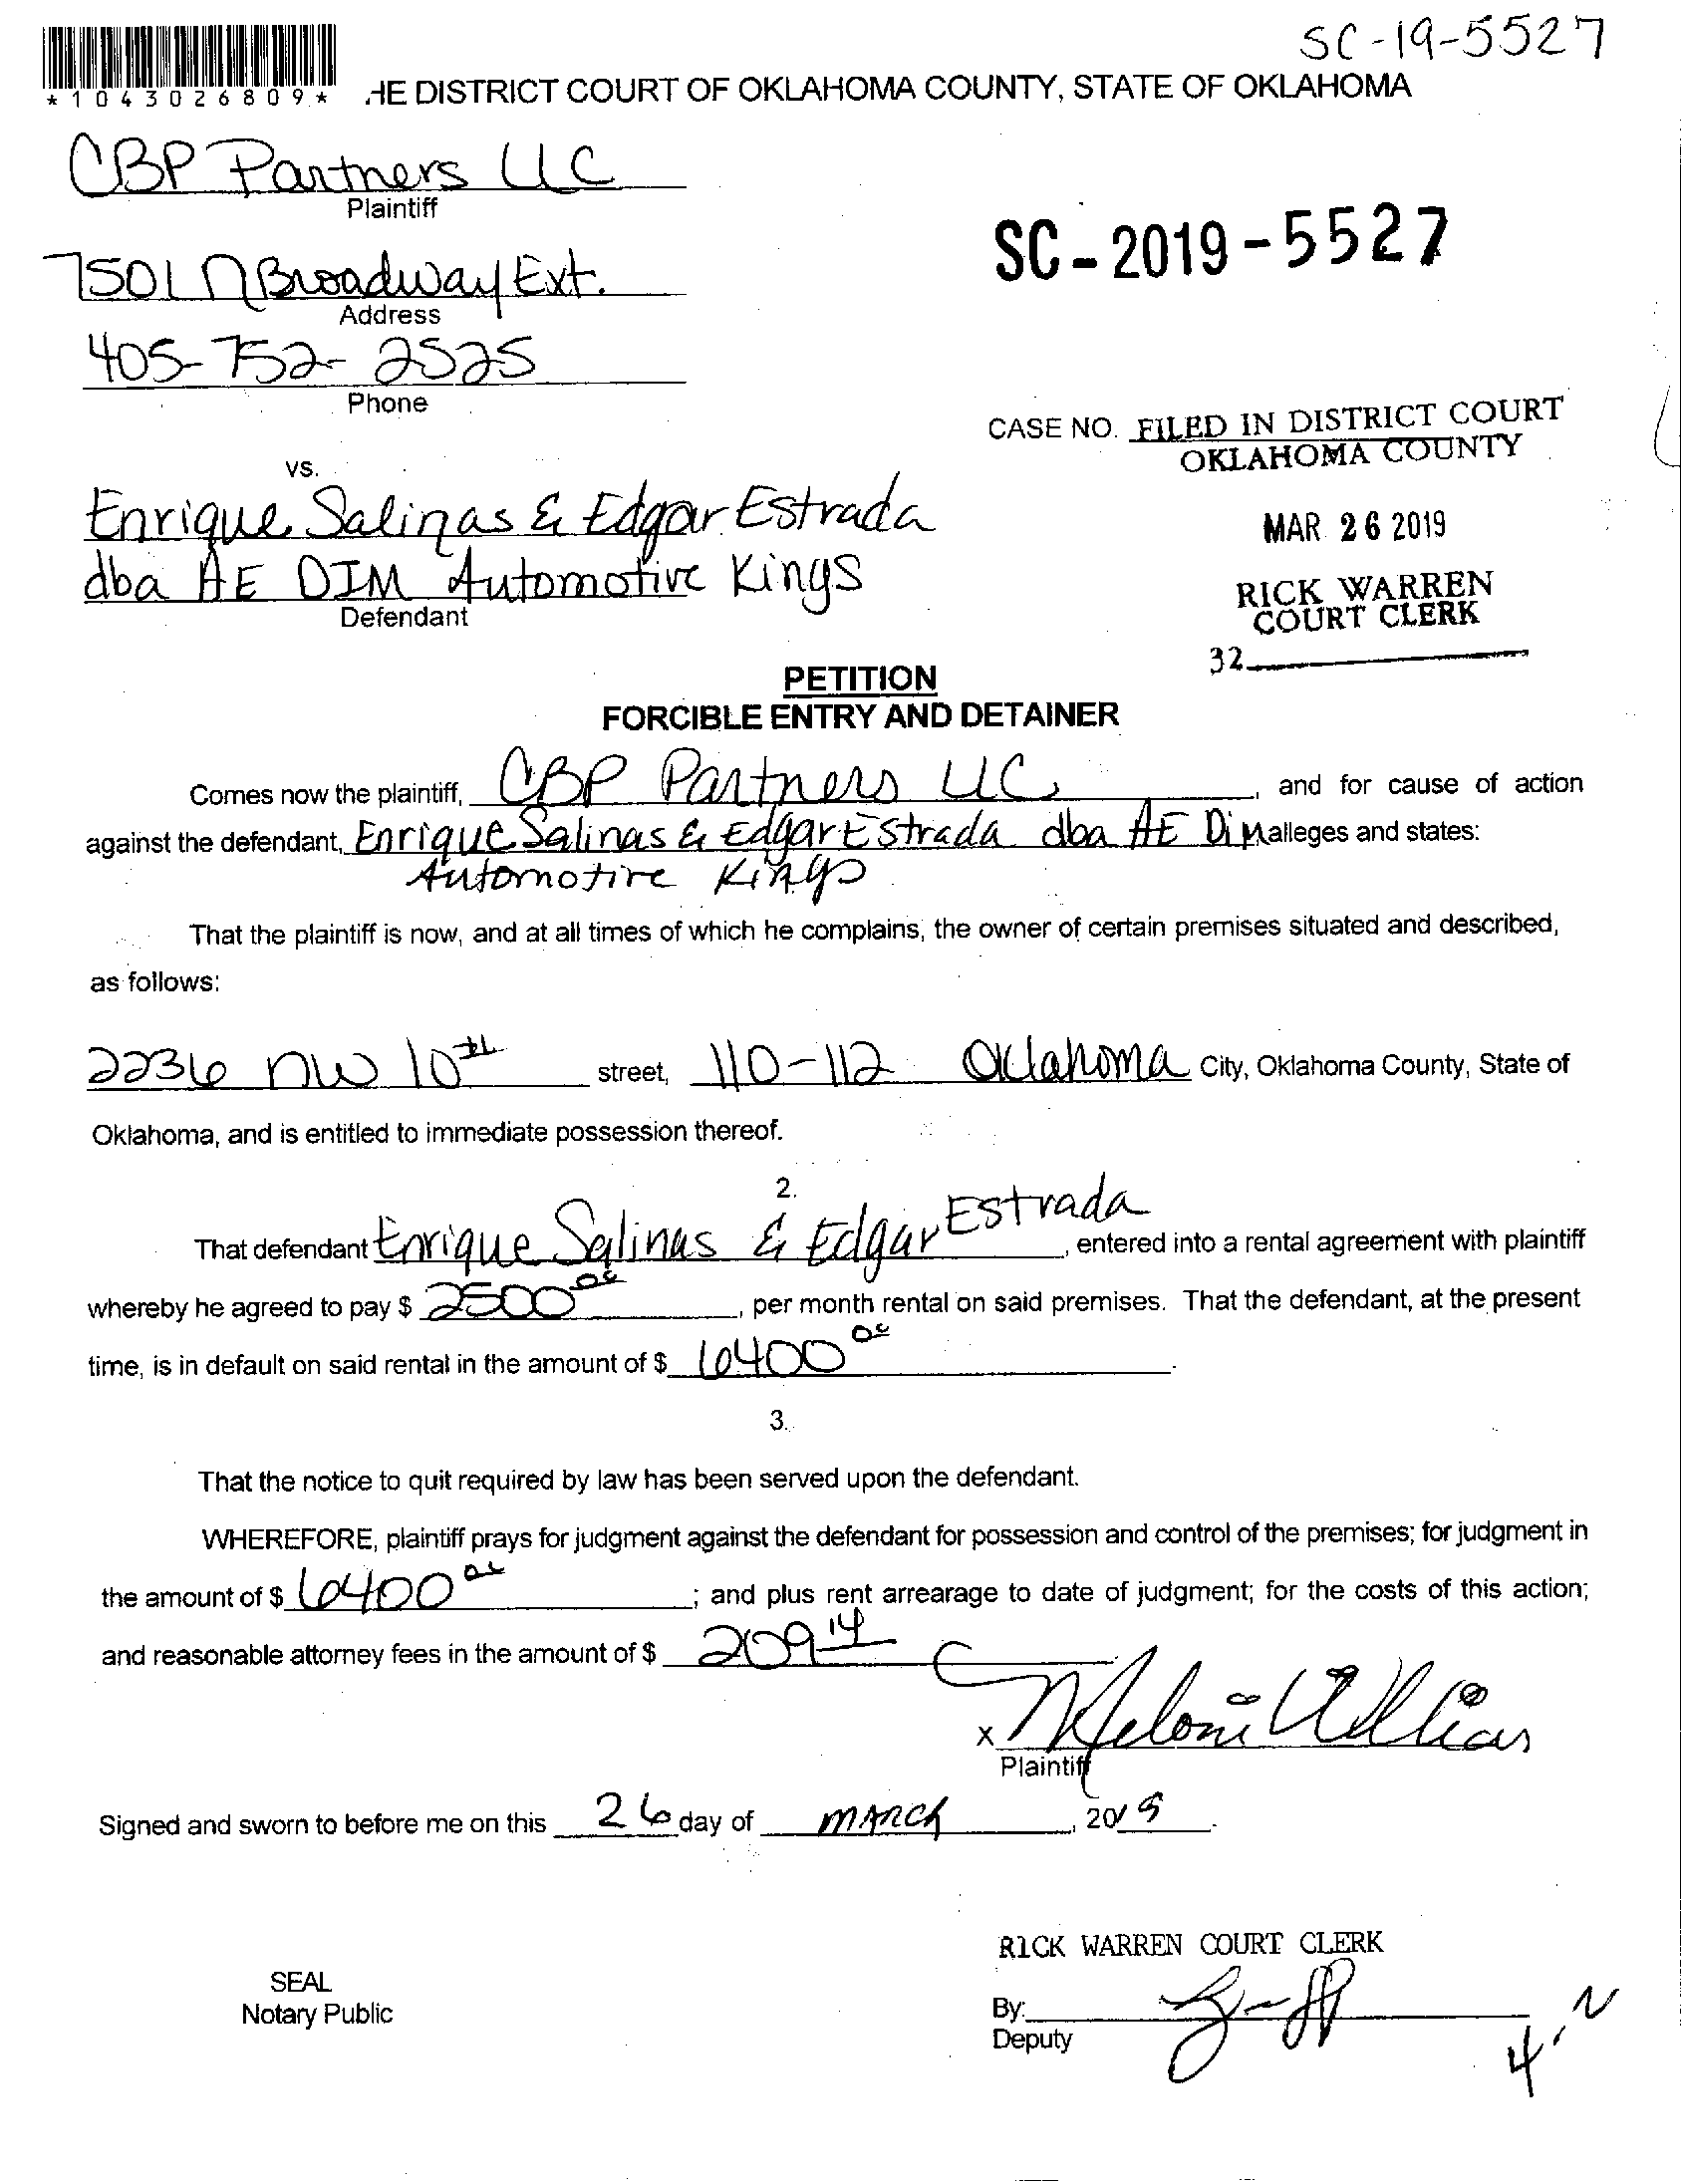 SC-19-5527
*1043026809*
HE DISTRICT COURT OF OKLAHOMA COUNTY, STATE OF OKLAHOMA
CBP Partners LLC
Plaintiff
SC-2019-5527
7501 N Broadway Ext.
Address
405-752-2525
Phone
CASE NO. FILED IN DISTRICT COURT
OKLAHOMA COUNTY
vs.
Enrique Salinas & Edgar Estrada
MAR 26 2019
dba AE DIM Automotive Kings
Defendant
RICK WARREN
COURT CLERK
32
PETITION
FORCIBLE ENTRY AND DETAINER
Comes now the plaintiff, CBP Partners LLC, and for cause of action
against the defendant, Enrique Salinas & Edgar Estrada dba AE Dim alleges and states:
Automotive Kings
That the plaintiff is now, and at all times of which he complains, the owner of certain premises situated and described,
as follows:
2236 NW 10th street, 110-112 Oklahoma City, Oklahoma County, State of
Oklahoma, and is entitled to immediate possession thereof.
2.
That defendant Enrique Salinas & Edgar Estrada, entered into a rental agreement with plaintiff
whereby he agreed to pay $ 2500 00, per month rental on said premises. That the defendant, at the present
time, is in default on said rental in the amount of $ 6400 00.
3.
That the notice to quit required by law has been served upon the defendant.
WHEREFORE, plaintiff prays for judgment against the defendant for possession and control of the premises; for judgment in
the amount of $ 6400 00; and plus rent arrearage to date of judgment; for the costs of this action;
and reasonable attorney fees in the amount of $ 209 14
x Meloni Williams
Plaintiff
Signed and sworn to before me on this 26 day of MARCH, 2019.
RICK WARREN COURT CLERK
SEAL
Notary Public
By:
Deputy